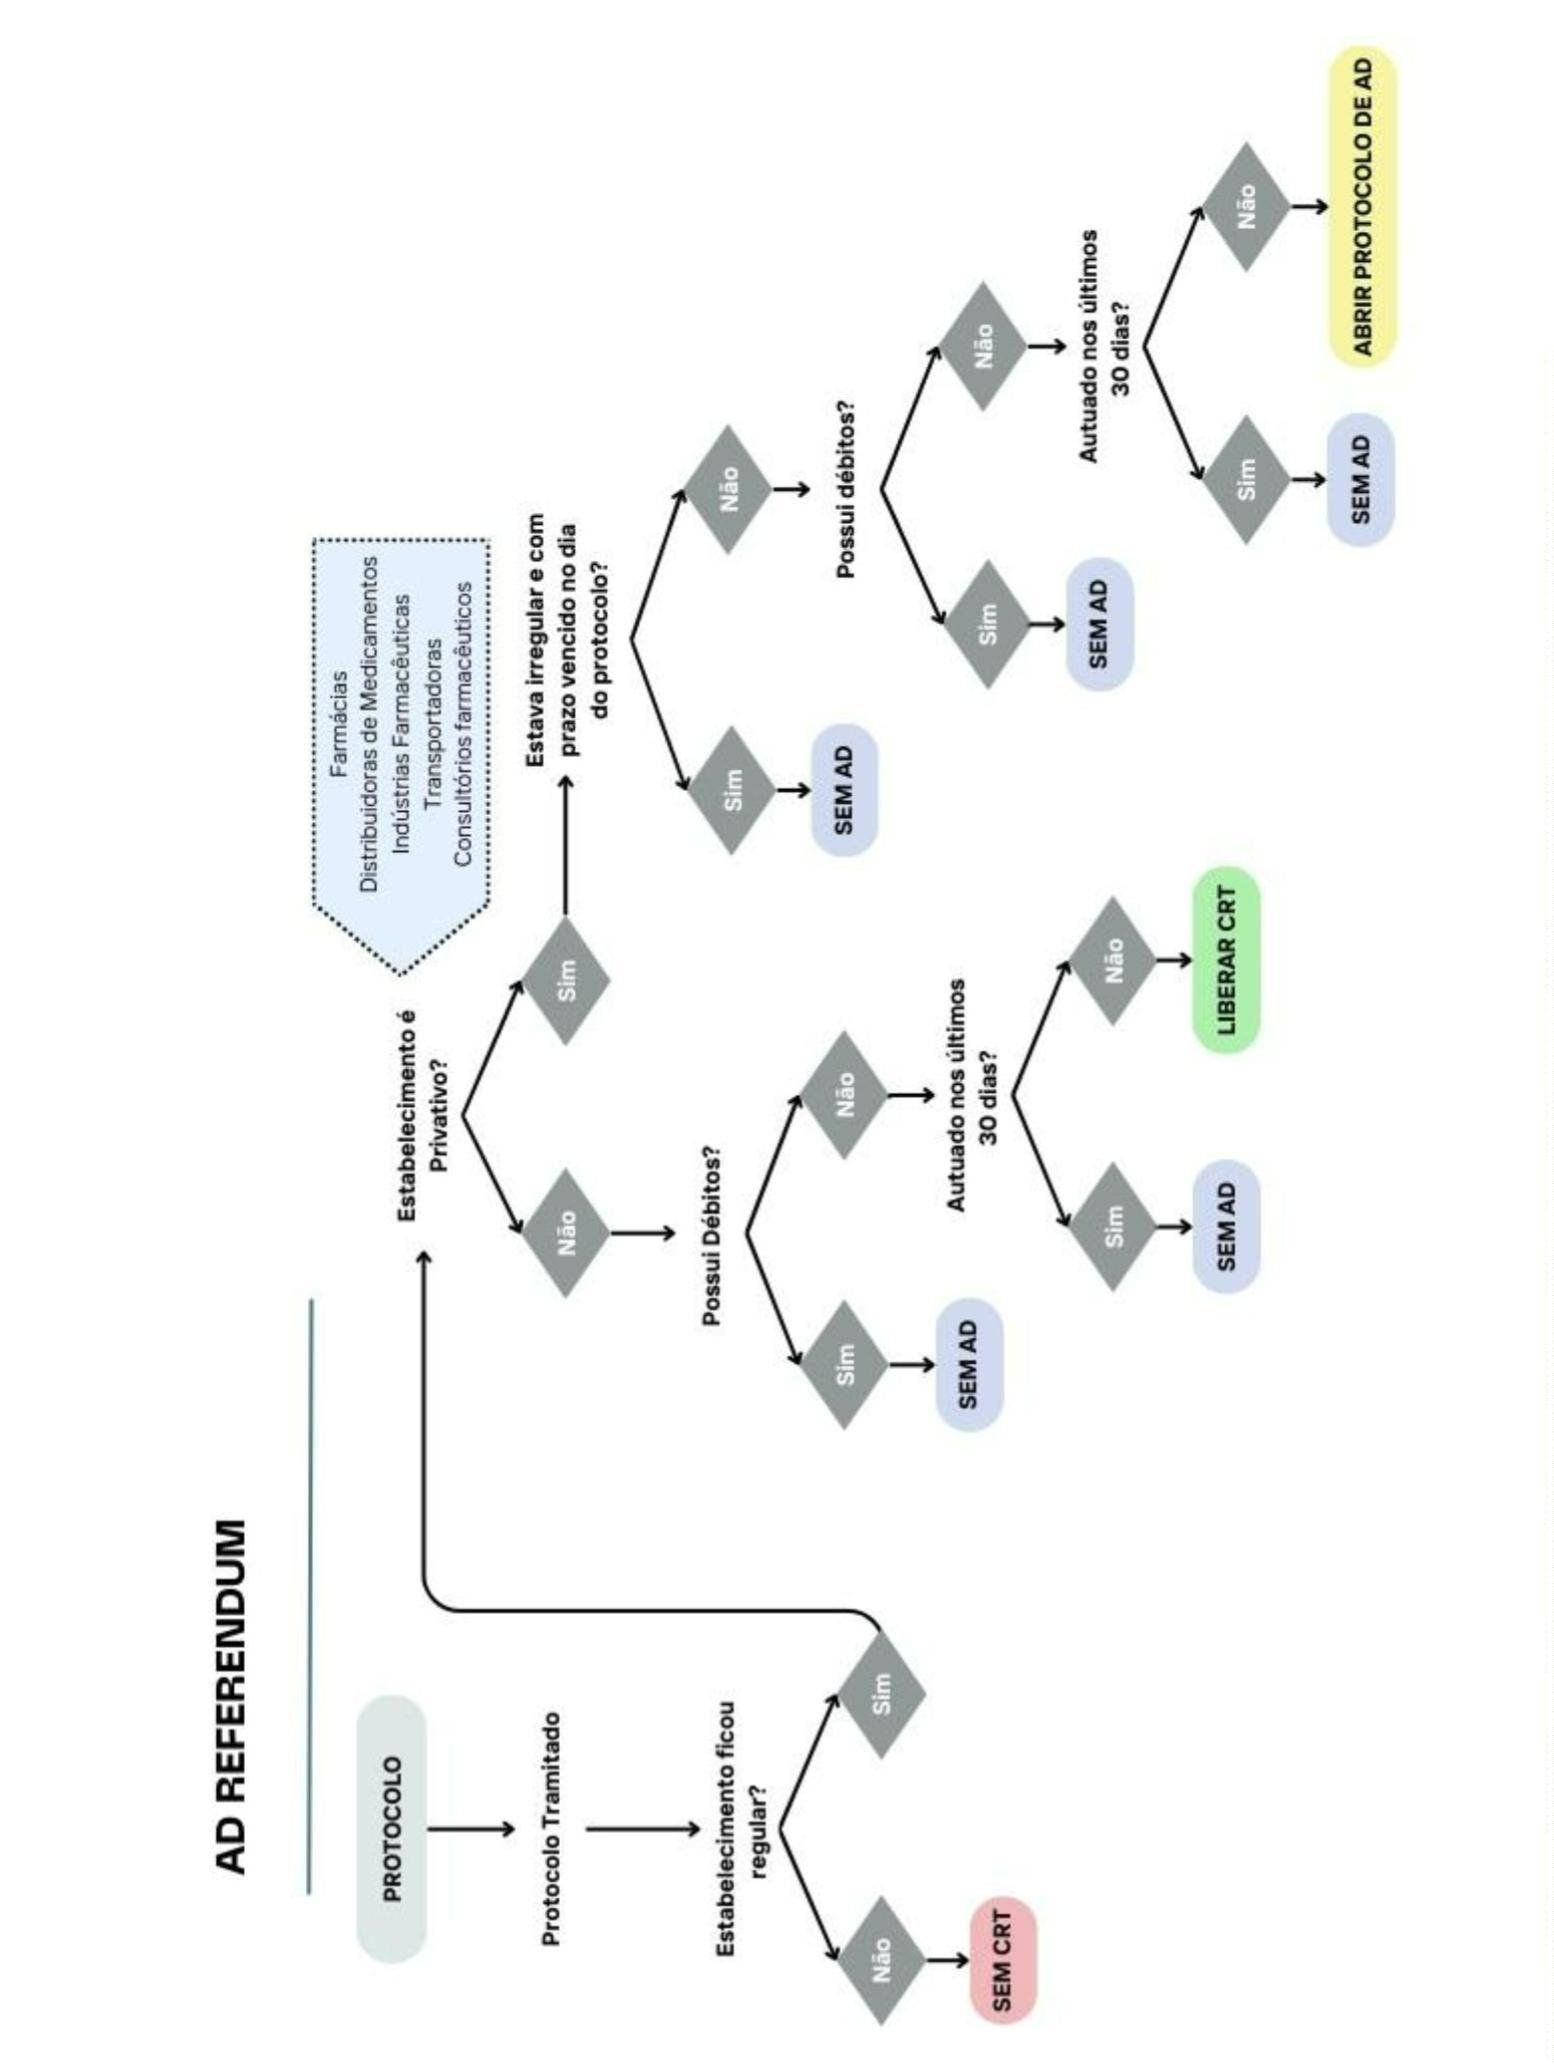 AD REFERENDUM
PROTOCOLO
Protocolo Tramitado
Estabelecimento ficou
regular?
Não
SEM CRT
Sim
Estabelecimento é
Privativo?
Farmácias
Distribuidoras de Medicamentos
Indústrias Farmacêuticas
Transportadoras
Consultórios farmacêuticos
Não
Possui Débitos?
Sim
SEM AD
Não
Autuado nos últimos
30 dias?
Sim
SEM AD
Não
LIBERAR CRT
Sim
Estava irregular e com
prazo vencido no dia
do protocolo?
Sim
SEM AD
Não
Possui débitos?
Sim
SEM AD
Não
Autuado nos últimos
30 dias?
Sim
SEM AD
Não
ABRIR PROTOCOLO DE AD